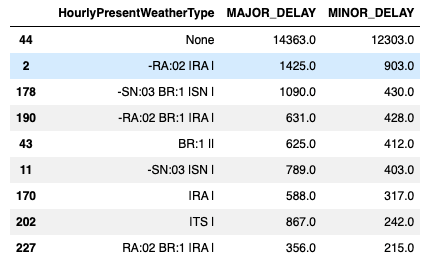 HourlyPresentWeatherType MAJOR_DELAY MINOR_DELAY
44 None 14363.0 12303.0
2 -RA:02 |RA | 1425.0 903.0
178 -SN:03 BR:1 |SN | 1090.0 430.0
190 -RA:02 BR:1 |RA | 631.0 428.0
43 BR:1 || 625.0 412.0
11 -SN:03 |SN | 789.0 403.0
170 |RA | 588.0 317.0
202 |TS | 867.0 242.0
227 RA:02 BR:1 |RA | 356.0 215.0